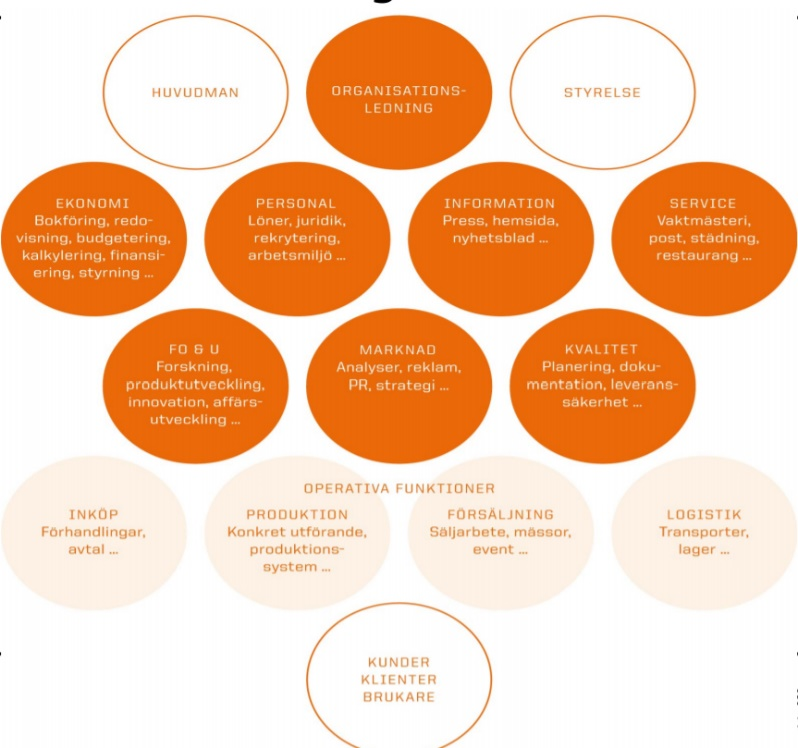 HUVUDMAN
ORGANISATIONS-
LEDNING
STYRELSE
EKONOMI
Bokföring, redo-
visning, budgetering,
kalkylering, finansi-
ering, styrning ...
PERSONAL
Löner, juridik,
rekrytering,
arbetsmiljö ...
INFORMATION
Press, hemsida,
nyhetsblad ...
SERVICE
Vaktmästeri,
post, städning,
restaurang ...
FO & U
Forskning,
produktutveckling,
innovation, affärs-
utveckling ...
MARKNAD
Analyser, reklam,
PR, strategi ...
KVALITET
Planering, doku-
mentation, leverans-
säkerhet ...
OPERATIVA FUNKTIONER
INKÖP
Förhandlingar,
avtal ...
PRODUKTION
Konkret utförande,
produktions-
system ...
FÖRSÄLJNING
Säljarbete, mässor,
event ...
LOGISTIK
Transporter,
lager ...
KUNDER
KLIENTER
BRUKARE